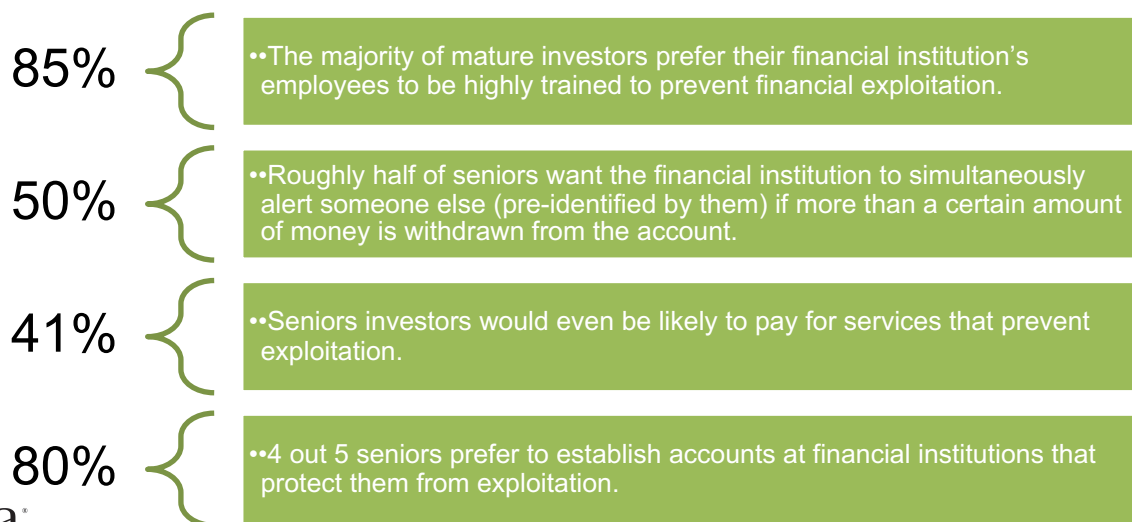 85%
••The majority of mature investors prefer their financial institution’s
employees to be highly trained to prevent financial exploitation.
50%
••Roughly half of seniors want the financial institution to simultaneously
alert someone else (pre-identified by them) if more than a certain amount
of money is withdrawn from the account.
41%
••Seniors investors would even be likely to pay for services that prevent
exploitation.
80%
••4 out 5 seniors prefer to establish accounts at financial institutions that
protect them from exploitation.